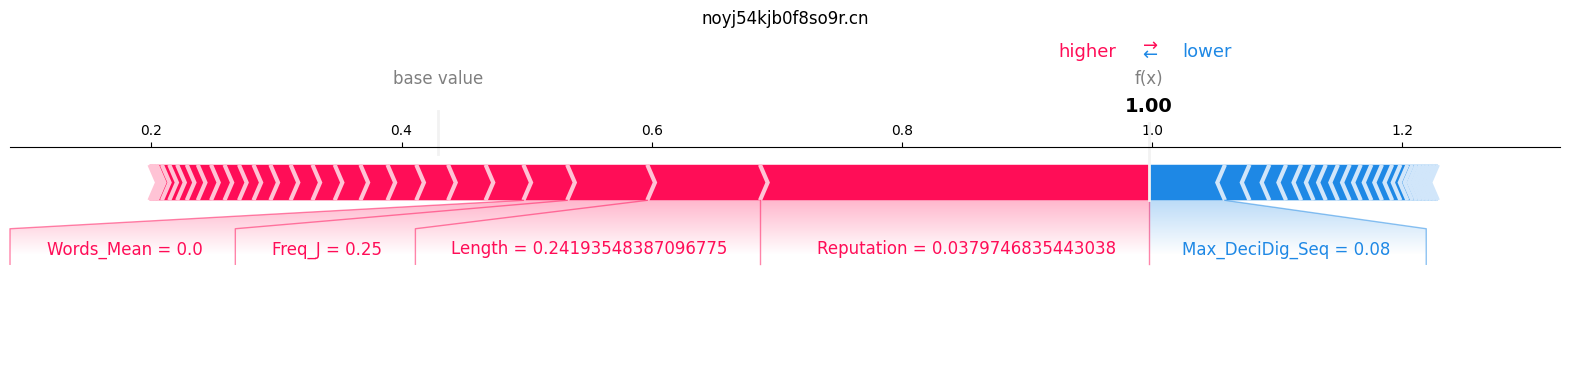 noyj54kjb0f8so9r.cn
higher ⇄ lower
base value
f(x)
1.00
0.2 0.4 0.6 0.8 1.0 1.2
Words_Mean = 0.0 Freq_J = 0.25 Length = 0.24193548387096775 Reputation = 0.0379746835443038 Max_DeciDig_Seq = 0.08